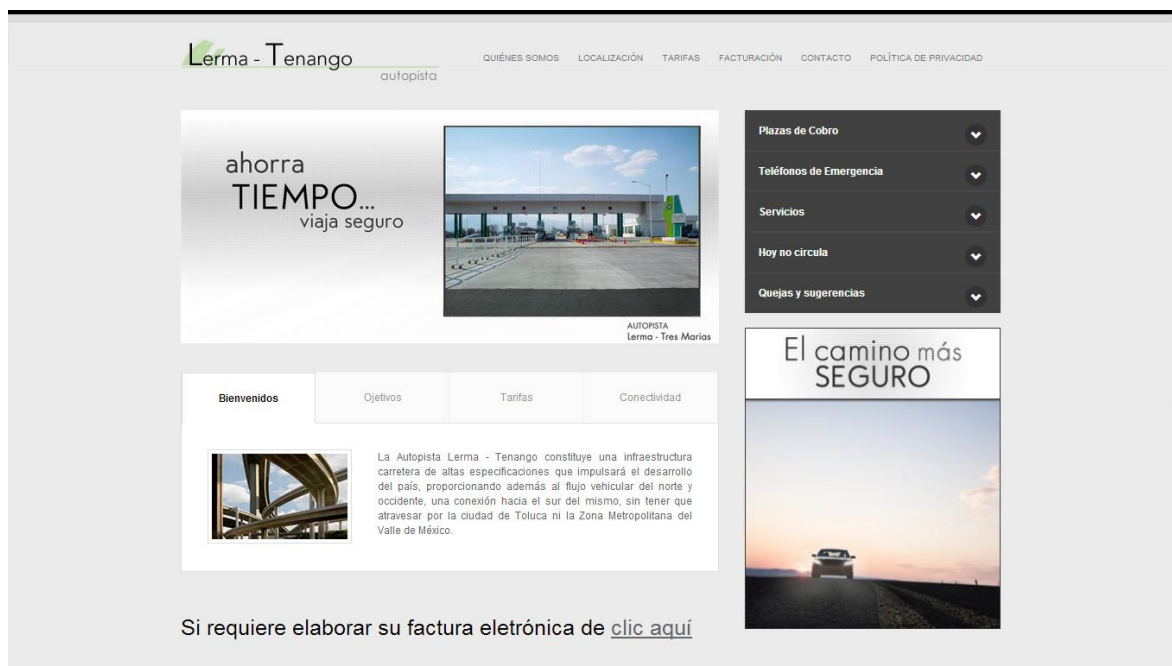 Lerma - Tenango
autopista
QUIÉNES SOMOS LOCALIZACIÓN TARIFAS FACTURACIÓN CONTACTO POLÍTICA DE PRIVACIDAD
ahorra
TIEMPO...
viaja seguro
AUTOPISTA
Lerma - Tres Marias
Plazas de Cobro
Teléfonos de Emergencia
Servicios
Hoy no circula
Quejas y sugerencias
El camino más
SEGURO
Bienvenidos Ojetivos Tarifas Conectividad
La Autopista Lerma - Tenango constituye una infraestructura
carretera de altas especificaciones que impulsará el desarrollo
del país, proporcionando además al flujo vehicular del norte y
occidente, una conexión hacia el sur del mismo, sin tener que
atravesar por la ciudad de Toluca ni la Zona Metropolitana del
Valle de México.
Si requiere elaborar su factura eletrónica de clic aquí